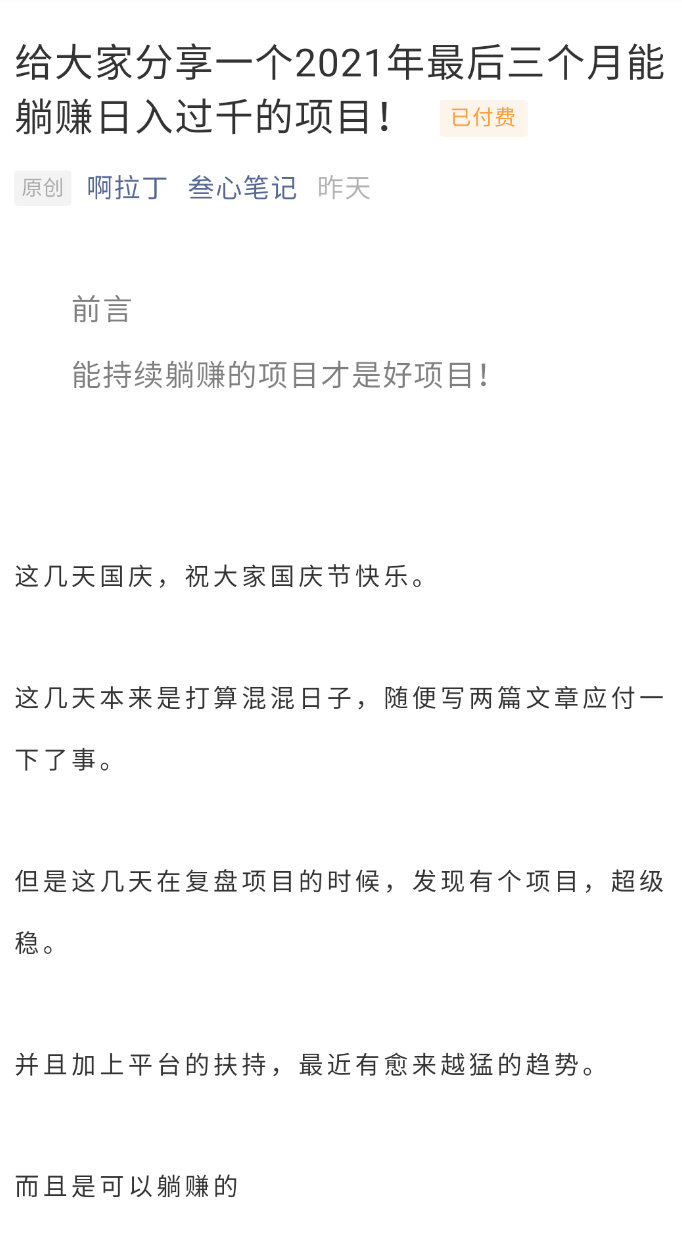 给大家分享一个2021年最后三个月能
躺赚日入过千的项目！ 已付费
原创 啊拉丁 叁心笔记 昨天
前言
能持续躺赚的项目才是好项目！
这几天国庆，祝大家国庆节快乐。
这几天本来是打算混混日子，随便写两篇文章应付一
下了事。
但是这几天在复盘项目的时候，发现有个项目，超级
稳。
并且加上平台的扶持，最近有愈来越猛的趋势。
而且是可以躺赚的